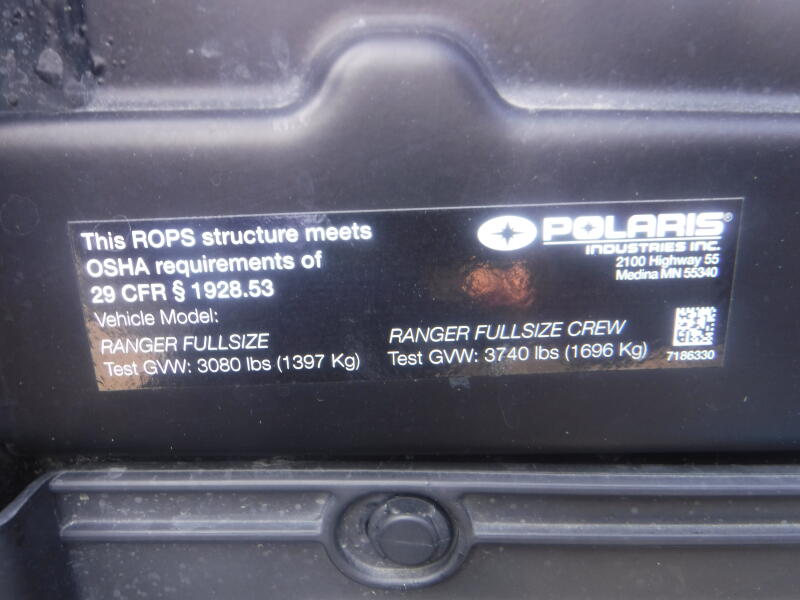 This ROPS structure meets
OSHA requirements of
29 CFR § 1928.53
Vehicle Model:
RANGER FULLSIZE
Test GVW: 3080 lbs (1397 Kg)
RANGER FULLSIZE CREW
Test GVW: 3740 lbs (1696 Kg)
POLARIS®
INDUSTRIES INC.
2100 Highway 55
Medina MN 55340
7186330